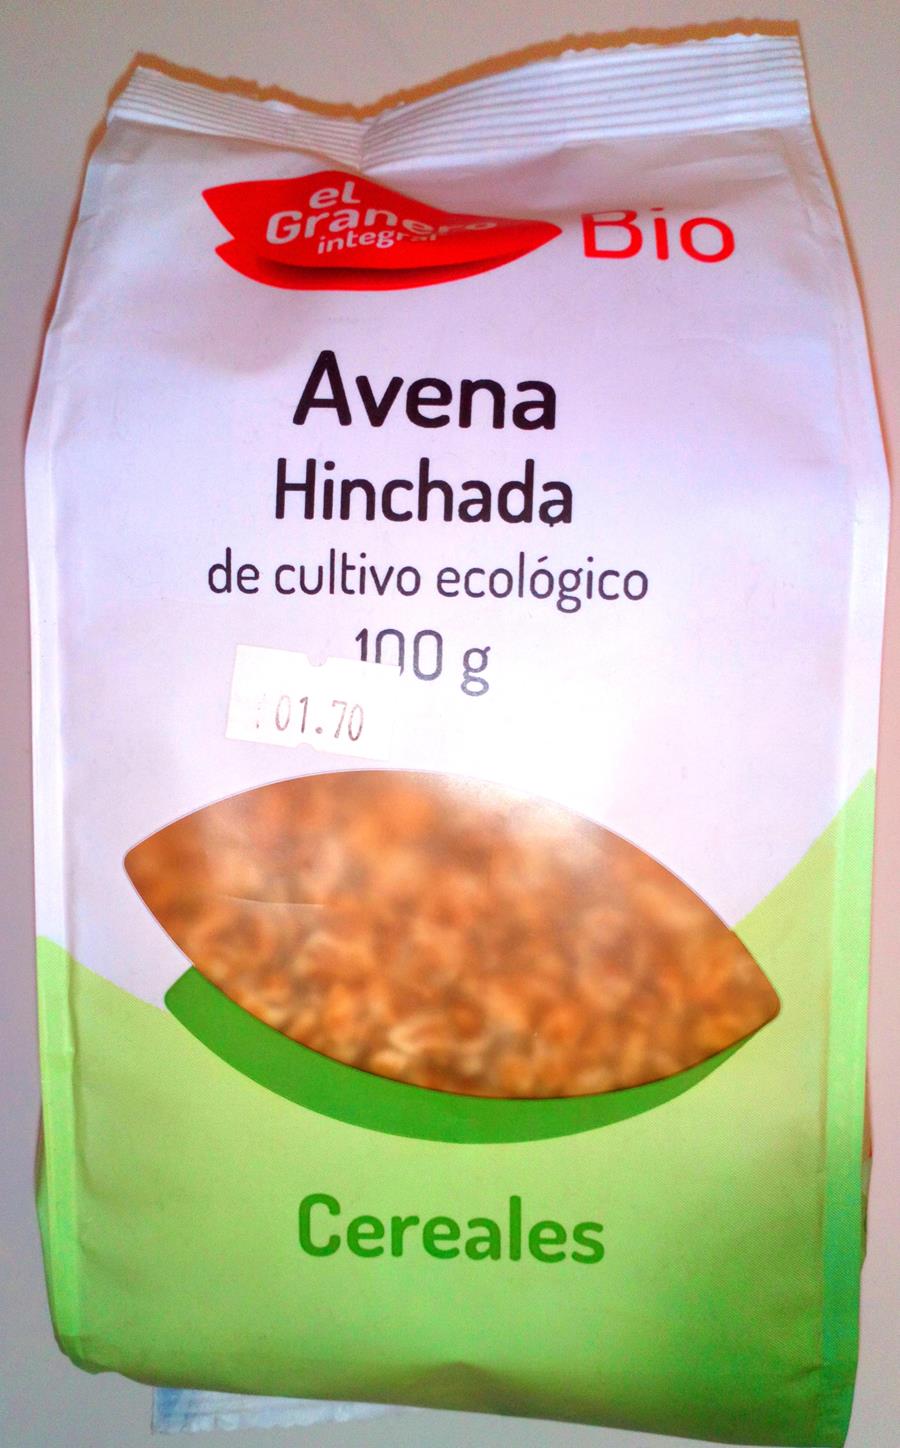 el
Granero
integral
Bio
Avena
Hinchada
de cultivo ecológico
100 g
01.70
Cereales